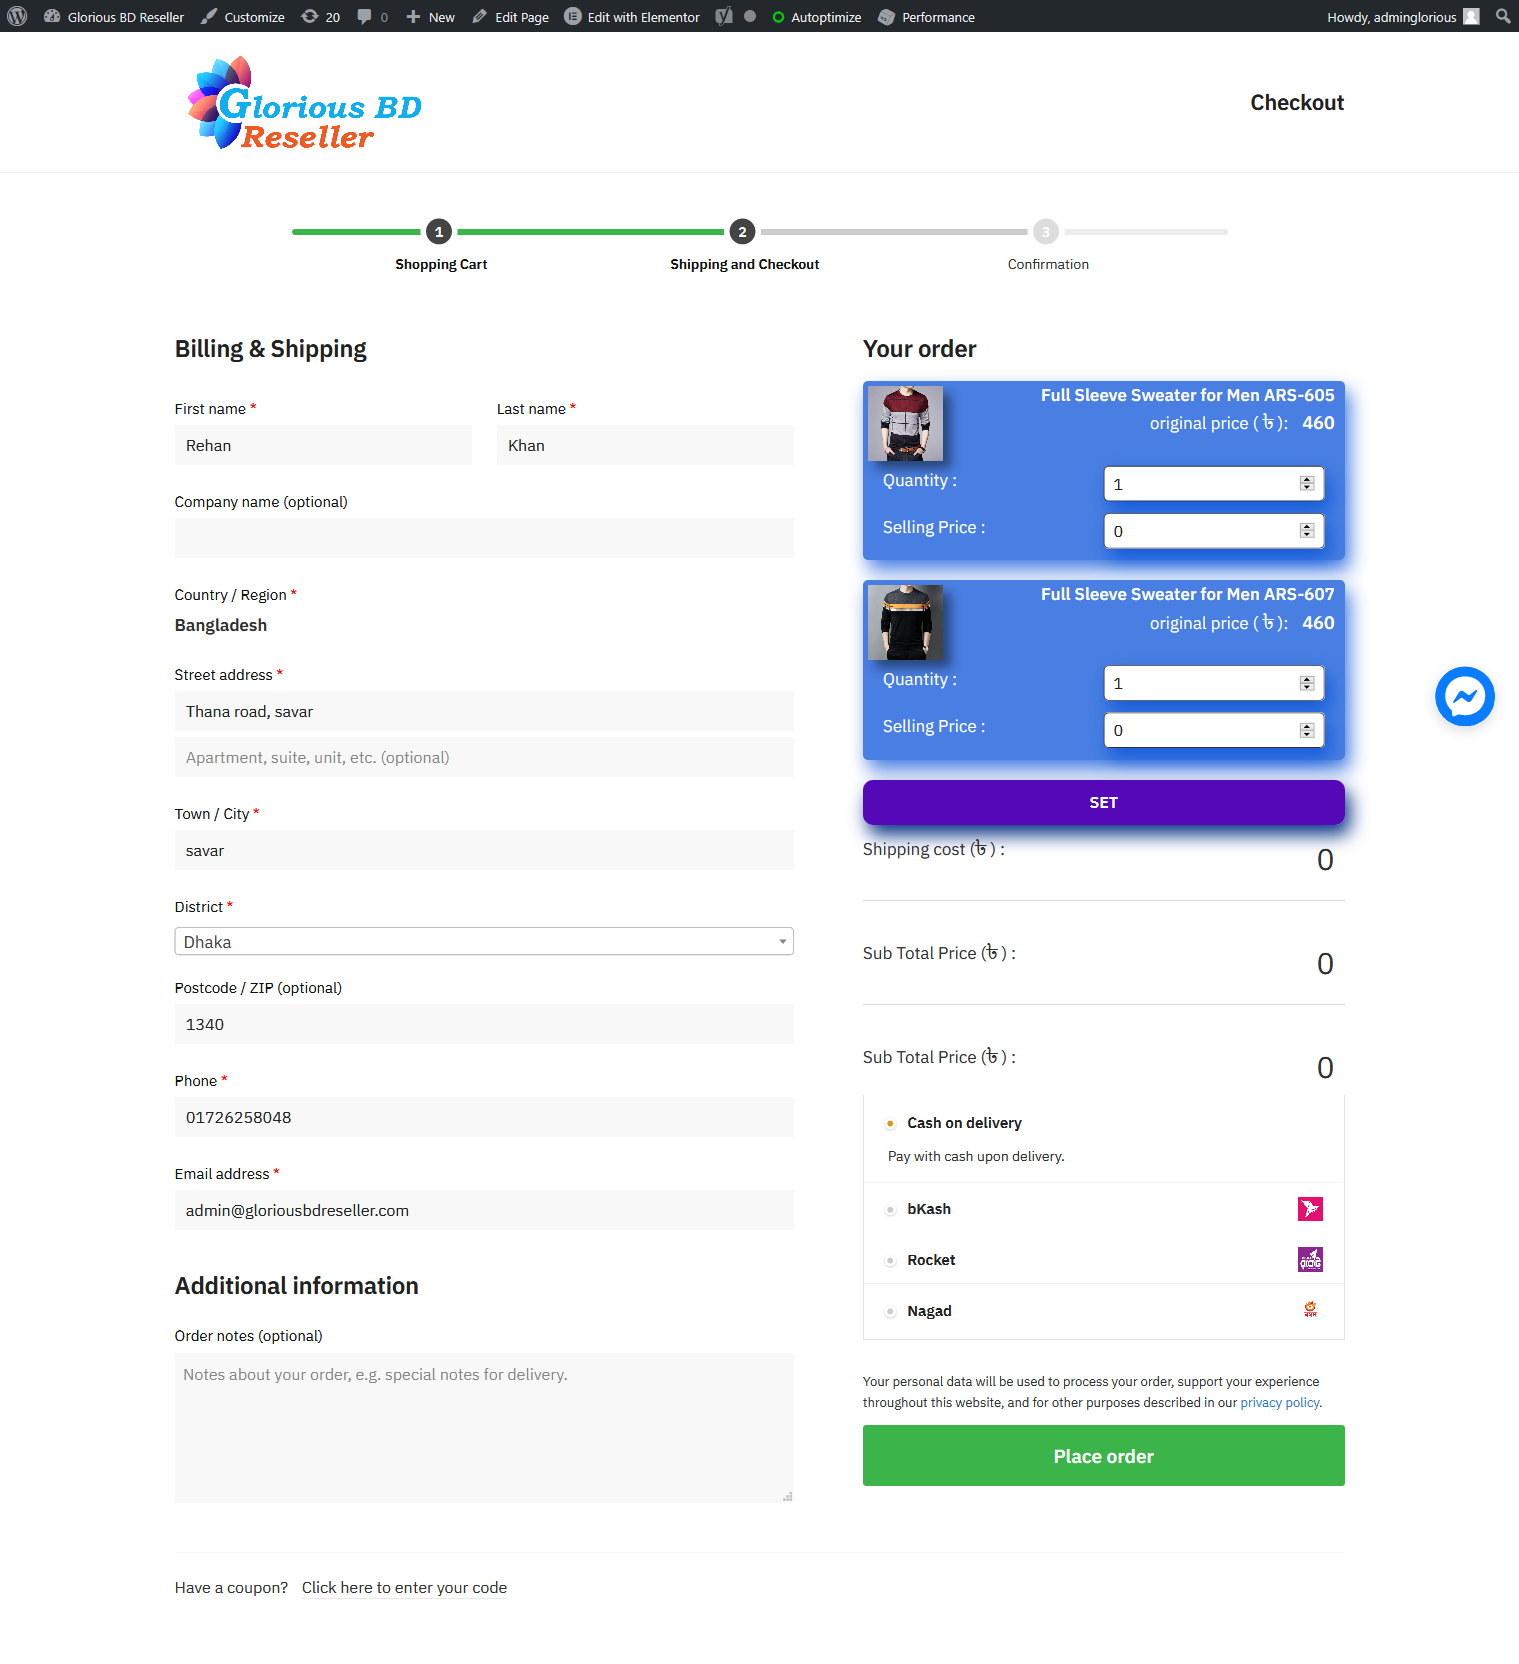 Glorious BD Reseller Customize 20 0 New Edit Page Edit with Elementor Autoptimize Performance Howdy, adminglorious
Glorious BD
Reseller
Checkout
1 2 3
Shopping Cart Shipping and Checkout Confirmation
Billing & Shipping
First name * Last name *
Rehan Khan
Company name (optional)
Country / Region *
Bangladesh
Street address *
Thana road, savar
Apartment, suite, unit, etc. (optional)
Town / City *
savar
District *
Dhaka
Postcode / ZIP (optional)
1340
Phone *
01726258048
Email address *
admin@gloriousbdreseller.com
Additional information
Order notes (optional)
Notes about your order, e.g. special notes for delivery.
Your order
Full Sleeve Sweater for Men ARS-605
original price (৳ ): 460
Quantity : 1
Selling Price : 0
Full Sleeve Sweater for Men ARS-607
original price (৳ ): 460
Quantity : 1
Selling Price : 0
SET
Shipping cost (৳ ) : 0
Sub Total Price (৳ ) : 0
Sub Total Price (৳ ) : 0
Cash on delivery
Pay with cash upon delivery.
bKash
Rocket
Nagad
Your personal data will be used to process your order, support your experience
throughout this website, and for other purposes described in our privacy policy.
Place order
Have a coupon? Click here to enter your code